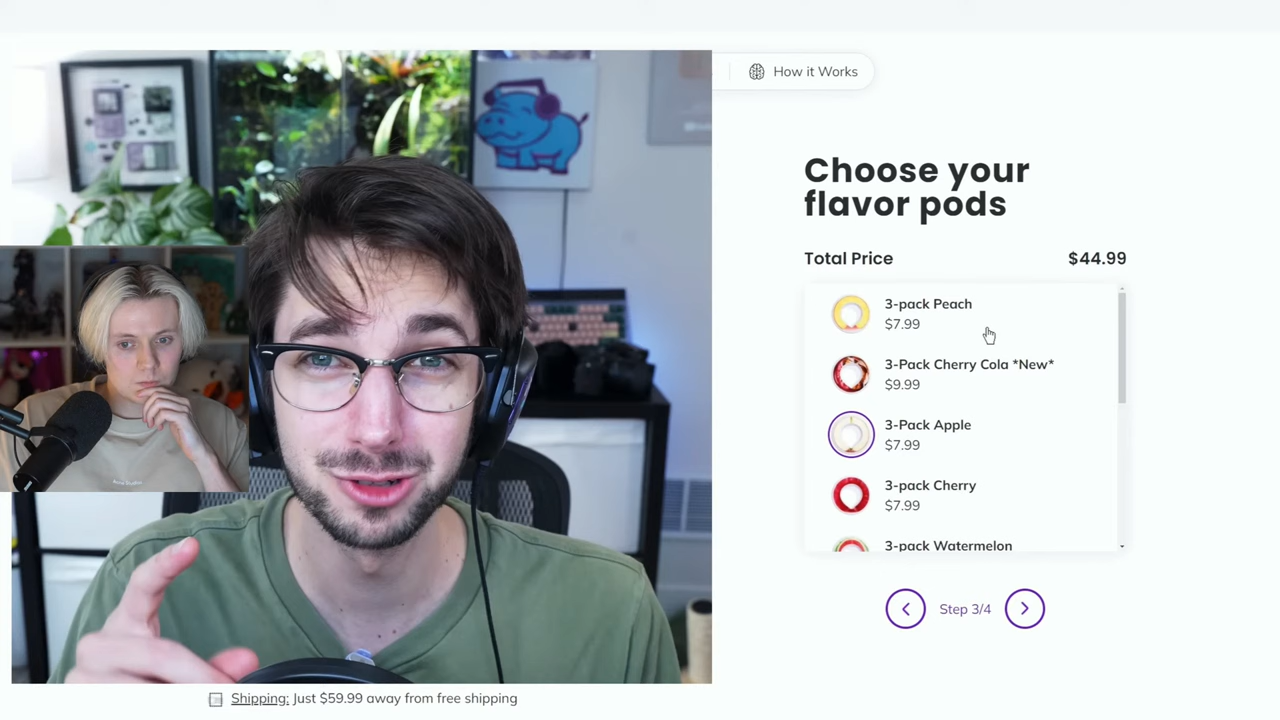 How it Works
Choose your
flavor pods
Total Price
$44.99
3-pack Peach
$7.99
3-Pack Cherry Cola *New*
$9.99
3-Pack Apple
$7.99
3-pack Cherry
$7.99
3-pack Watermelon
Step 3/4
Shipping: Just $59.99 away from free shipping